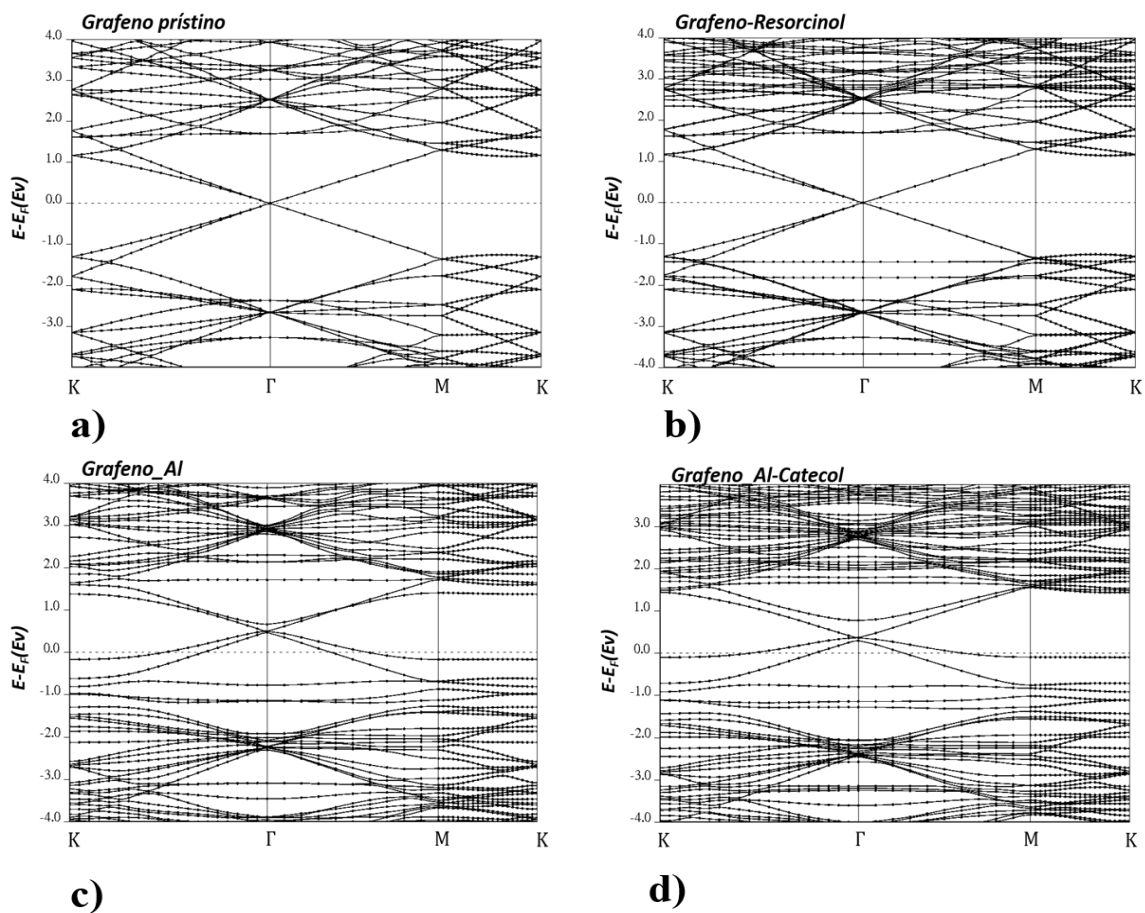 Grafeno prístino
E-E_F(Ev)
4.0
3.0
2.0
1.0
0.0
-1.0
-2.0
-3.0
K Γ M K
a)
Grafeno-Resorcinol
E-E_F(Ev)
4.0
3.0
2.0
1.0
0.0
-1.0
-2.0
-3.0
-4.0
K Γ M K
b)
Grafeno_Al
E-E_F(Ev)
4.0
3.0
2.0
1.0
0.0
-1.0
-2.0
-3.0
-4.0
K Γ M K
c)
Grafeno_Al-Catecol
E-E_F(Ev)
3.0
2.0
1.0
0.0
-1.0
-2.0
-3.0
-4.0
K Γ M K
d)